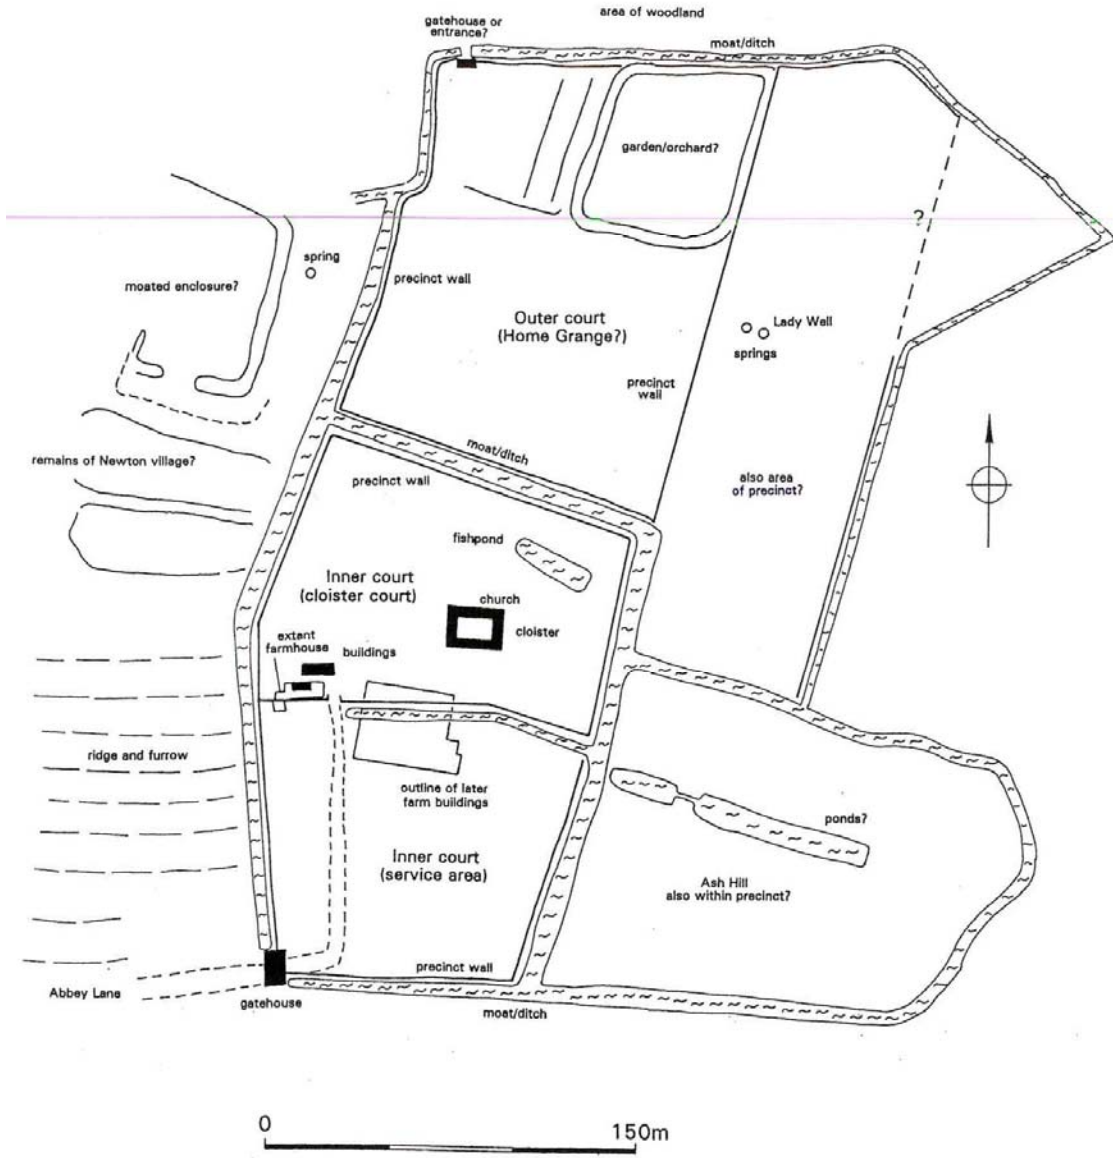 area of woodland
gatehouse or
entrance?
moat/ditch
garden/orchard?
?
spring
precinct wall
moated enclosure?
Outer court
(Home Grange?)
Lady Well
springs
precinct
wall
moat/ditch
remains of Newton village?
precinct wall
also area
of precinct?
fishpond
Inner court
(cloister court)
church
cloister
extant
farmhouse
buildings
ridge and furrow
outline of later
farm buildings
ponds?
Inner court
(service area)
Ash Hill
also within precinct?
precinct wall
Abbey Lane
gatehouse
moat/ditch
0 150m